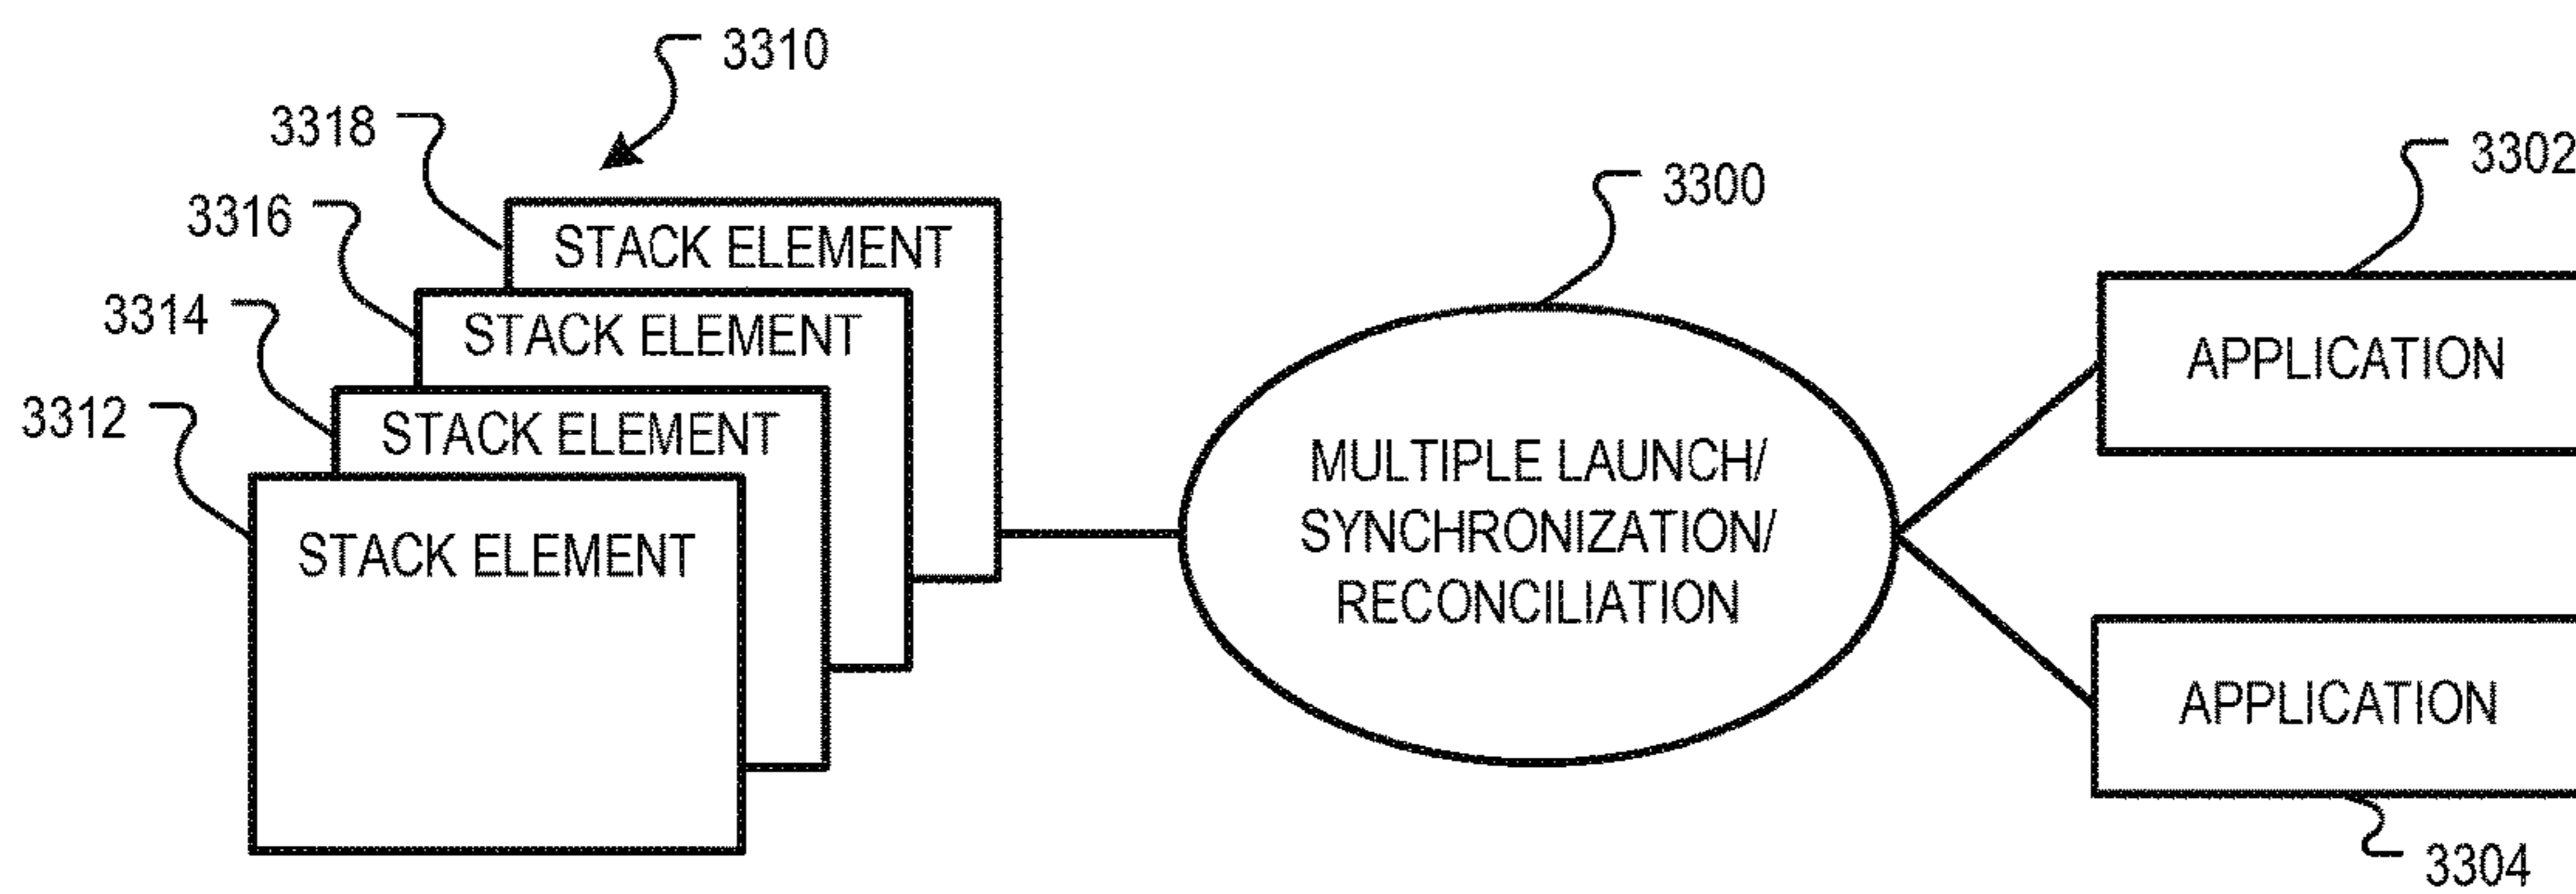 3310
3318
3302
3300
3316
STACK ELEMENT
3314
STACK ELEMENT
APPLICATION
3312
STACK ELEMENT
MULTIPLE LAUNCH/
SYNCHRONIZATION/
RECONCILIATION
STACK ELEMENT
APPLICATION
3304